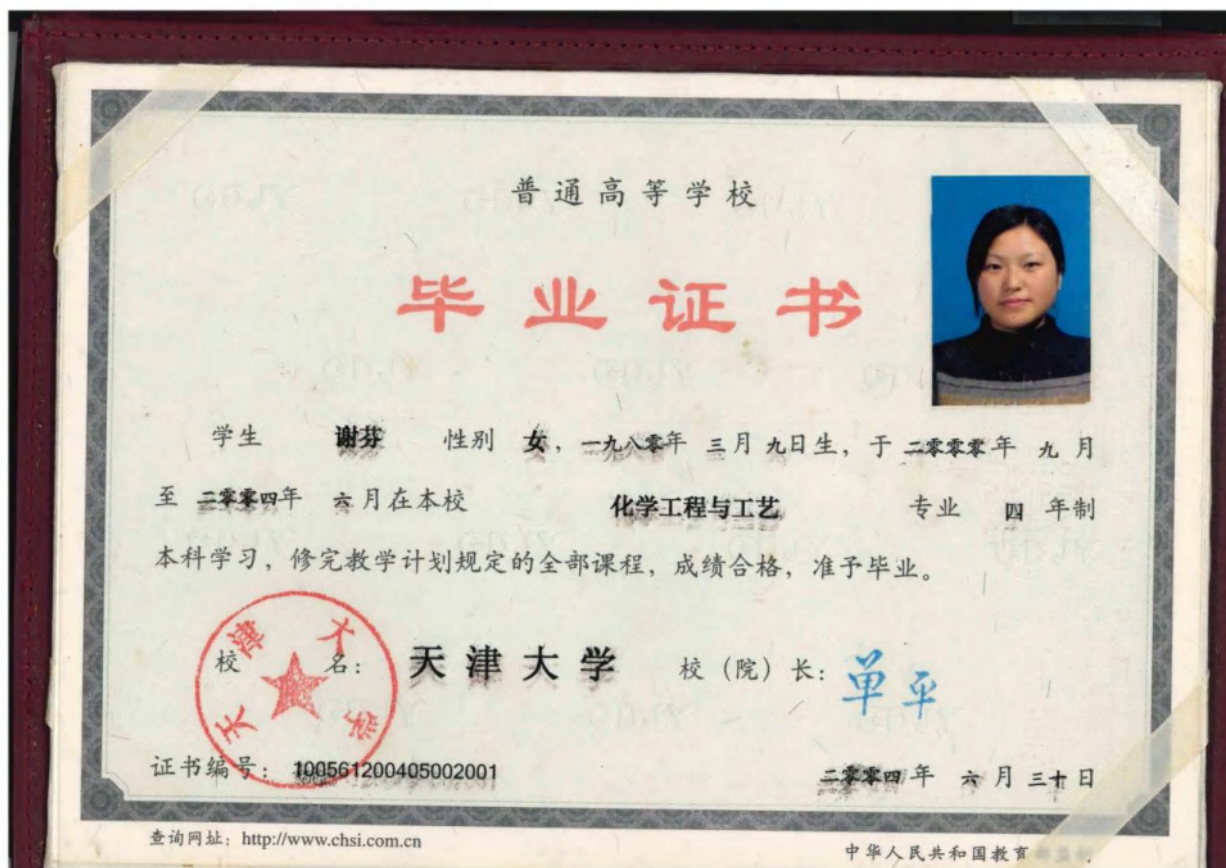 普通高等学校
毕业证书
学生 谢芬 性别 女，一九八零年 三月 九日生，于 二零零零年 九月
至 二零零四年 六月在本校 化学工程与工艺 专业 四 年制
本科学习，修完教学计划规定的全部课程，成绩合格，准予毕业。
校 名： 天津大学 校（院）长： 单平
天津大学
证书编号： 100561200405002001 二零零四年 六月三十日
查询网址：http://www.chsi.com.cn 中华人民共和国教育